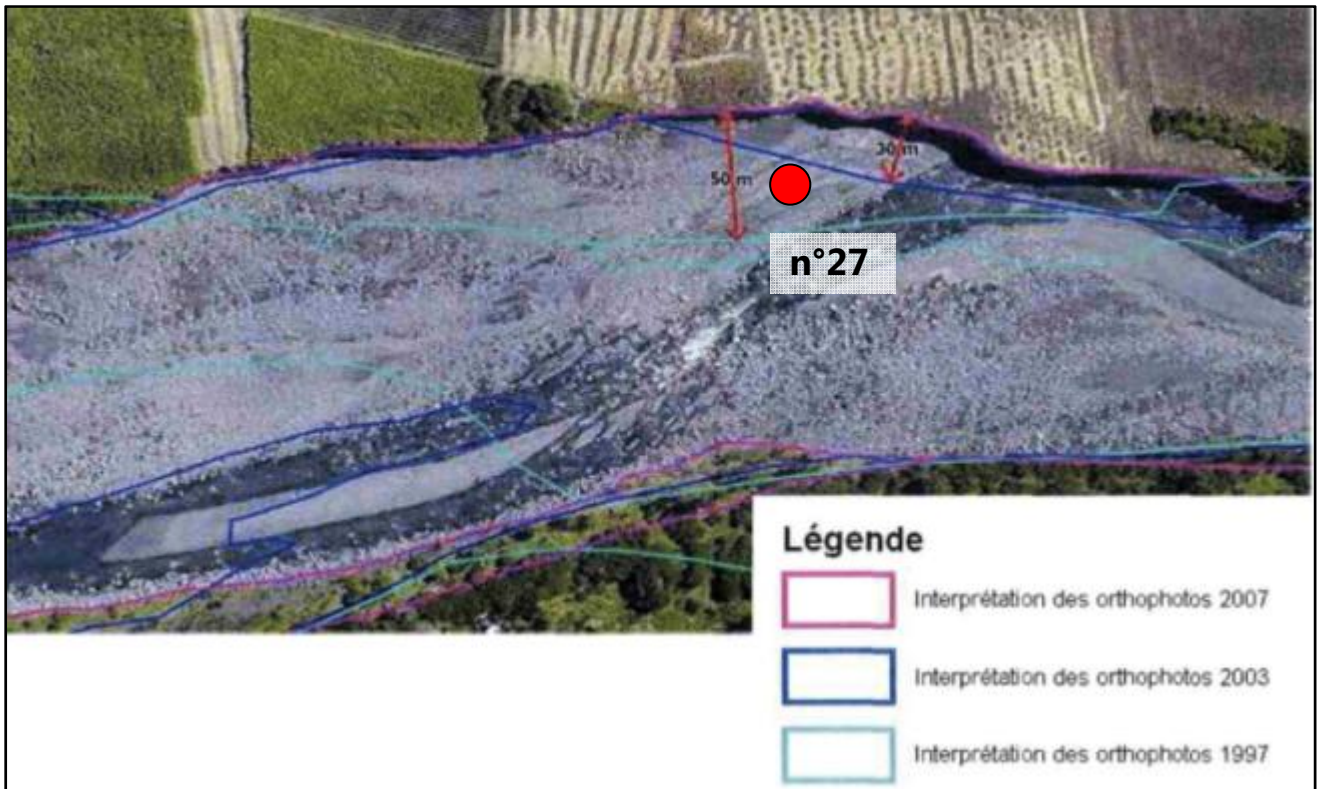 50 m
30 m
n°27
Légende
Interprétation des orthophotos 2007
Interprétation des orthophotos 2003
Interprétation des orthophotos 1997